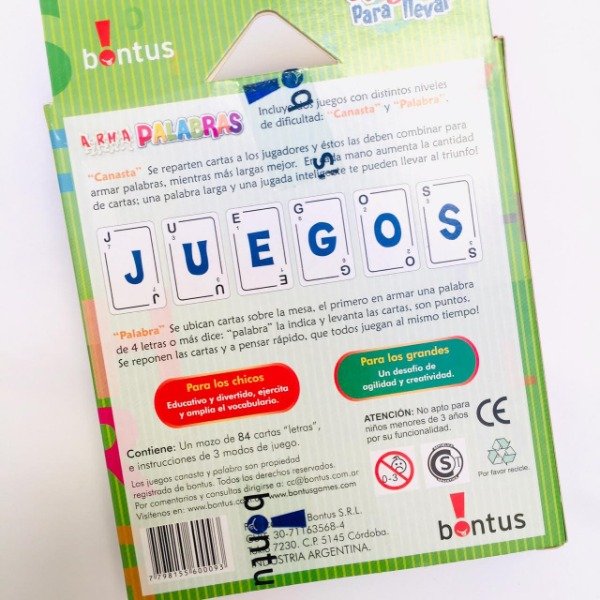 Para llevar
bontus
ARMA PALABRAS
Incluye dos juegos con distintos niveles
de dificultad: "Canasta" y "Palabra".
"Canasta" Se reparten cartas a los jugadores y éstos las deben combinar para
armar palabras, mientras más largas mejor. En mano aumenta la cantidad
de cartas; una palabra larga y una jugada inteligente te pueden llevar al triunfo!
J U E G O S
J U E G O S
J U E G O S
"Palabra" Se ubican cartas sobre la mesa, el primero en armar una palabra
de 4 letras o más dice: "palabra" la indica y levanta las cartas, son puntos.
Se reponen las cartas y a pensar rápido, que todos juegan al mismo tiempo!
Para los chicos
Educativo y divertido, ejercita
y amplia el vocabulario.
Para los grandes
Un desafío de
agilidad y creatividad.
Contiene: Un mazo de 84 cartas "letras",
e instrucciones de 3 modos de juego.
Los juegos canasta y palabra son propiedad
registrada de bontus. Todos los derechos reservados.
Por comentarios y consultas dirigirse a: cc@bontus.com.ar
Visítenos en: www.bontus.com www.bontusgames.com
ATENCIÓN: No apto para
niños menores de 3 años
por su funcionalidad.
CE
0-3
S
Por favor recicle.
bontus
Bontus S.R.L.
30-71163568-4
7230. C.P. 5145 Córdoba.
INDUSTRIA ARGENTINA.
bontu
7 798155 600093